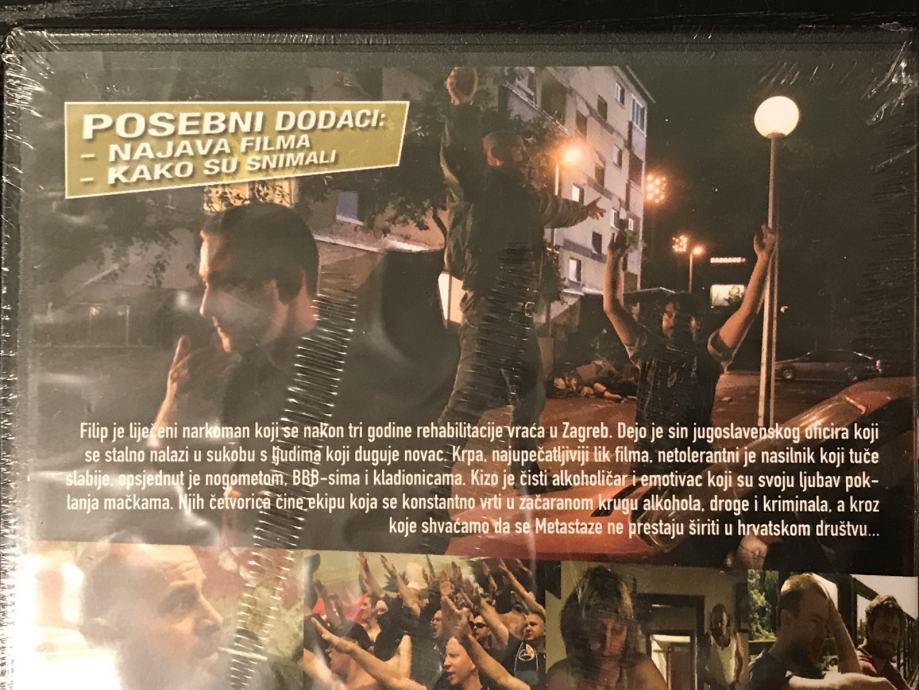 POSEBNI DODACI:
- NAJAVA FILMA
- KAKO SU SNIMALI
Filip je liječeni narkoman koji se nakon tri godine rehabilitacije vraća u Zagreb. Dejo je sin jugoslavenskog oficira koji
se stalno nalazi u sukobu s ljudima koji duguje novac. Krpa, najupečatljiviji lik filma, netolerantni je nasilnik koji tuče
slabije, opsjednut je nogometom, BBB-sima i kladionicama. Kizo je čisti alkoholičar i emotivac koji su svoju ljubav pok-
lanja mačkama. Njih četvorica čine ekipu koja se konstantno vrti u začaranom krugu alkohola, droge i kriminala, a kroz
koje shvaćamo da se Metastaze ne prestaju širiti u hrvatskom društvu...